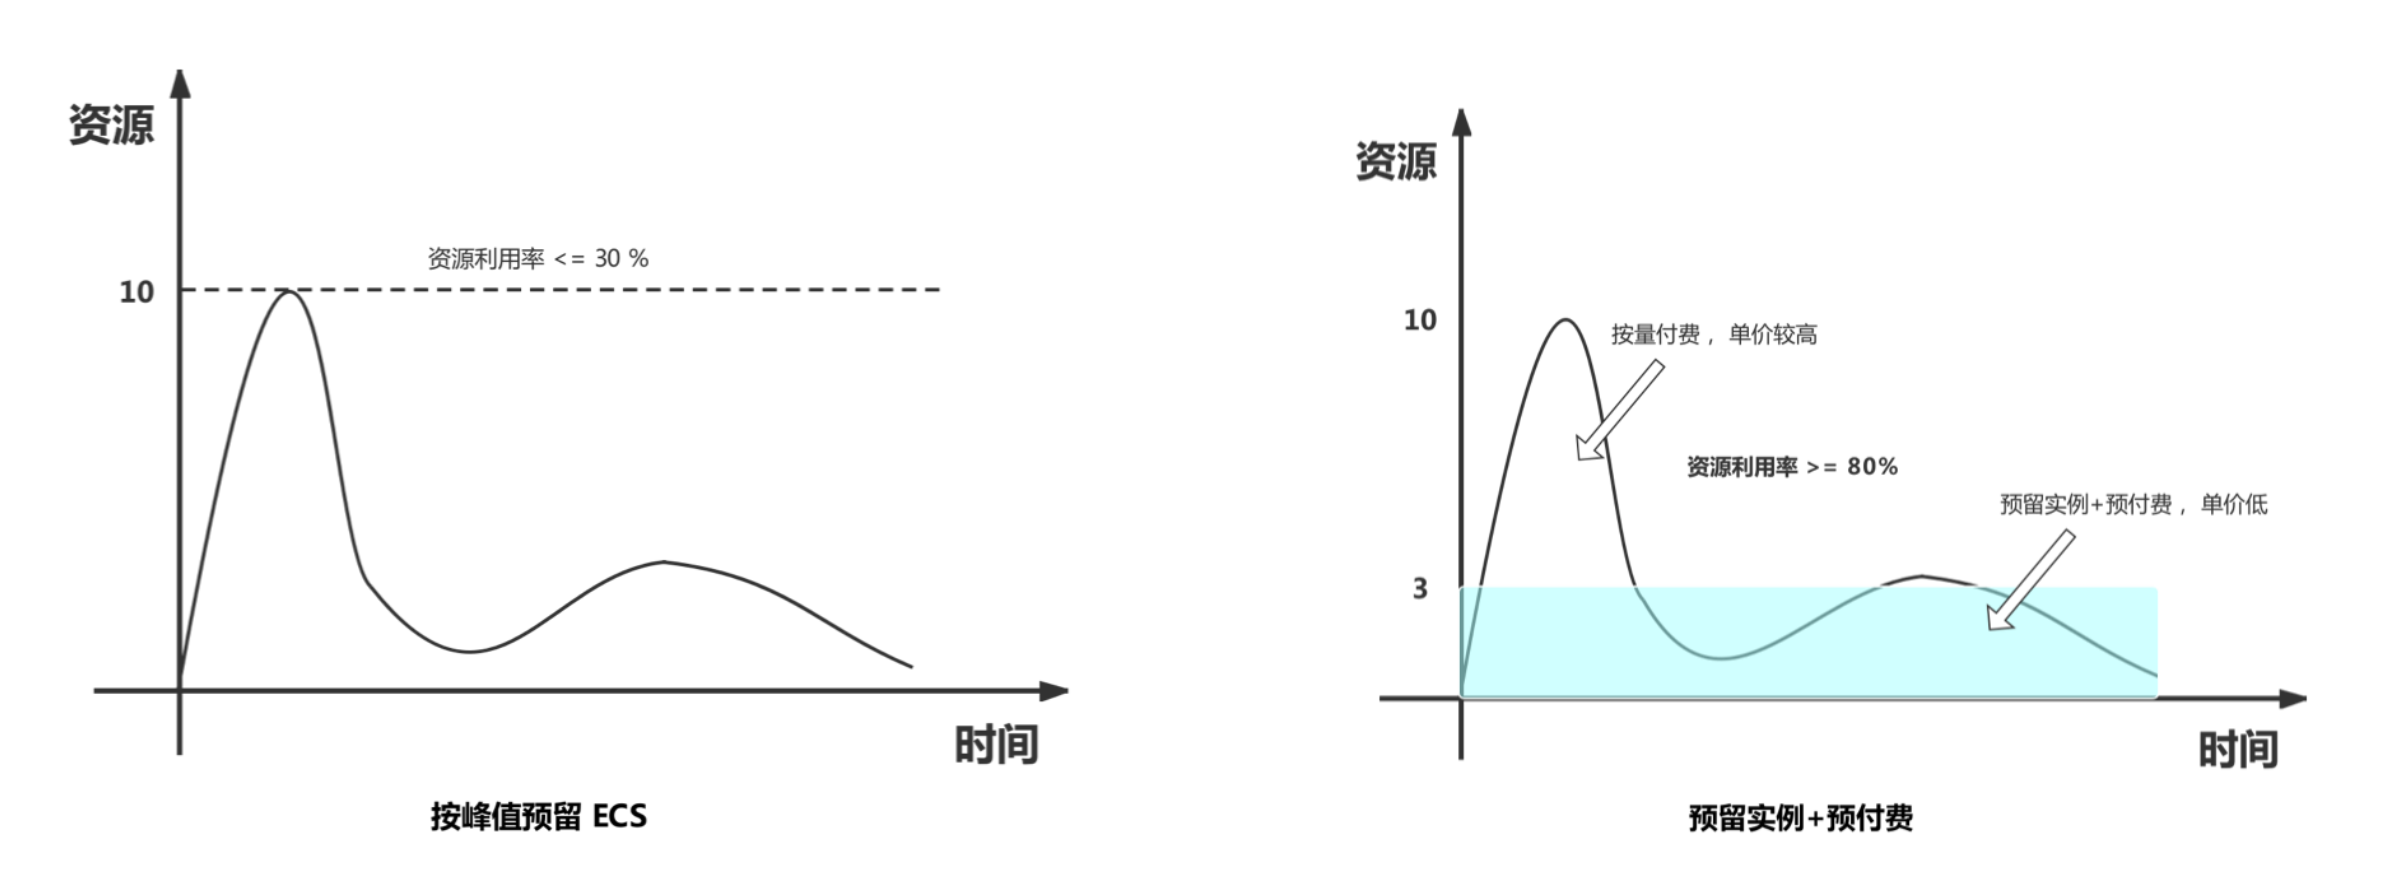 资源
资源利用率 <= 30 %
10
时间
按峰值预留 ECS
资源
10
按量付费，单价较高
资源利用率 >= 80%
预留实例+预付费，单价低
3
时间
预留实例+预付费